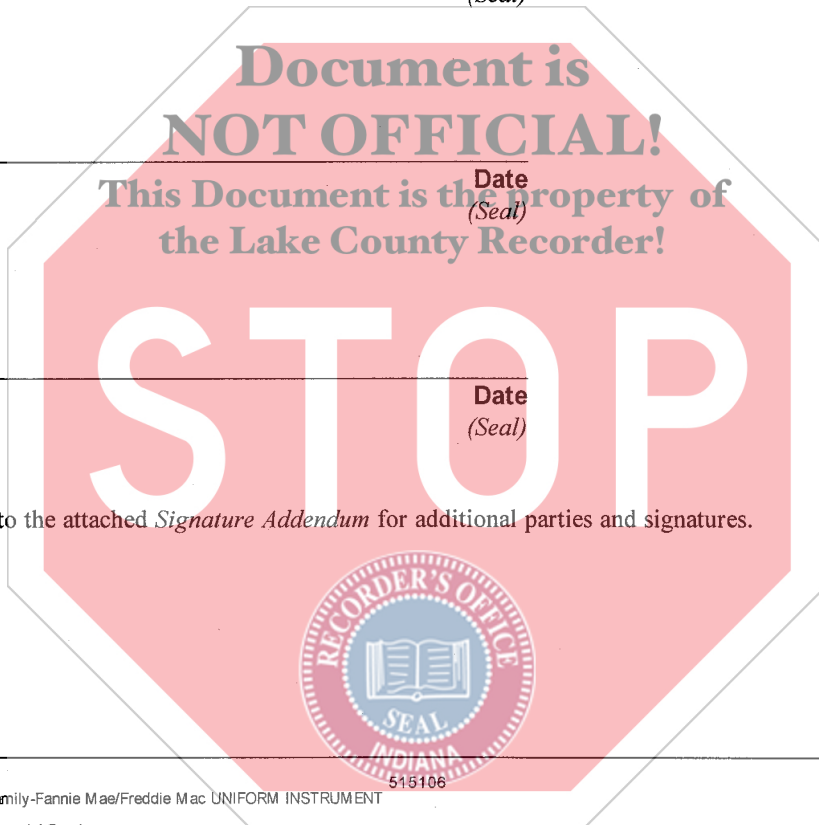 (Seal)
Document is
NOT OFFICIAL!
Date
This Document is the property of
(Seal)
the Lake County Recorder!
STOP
Date
(Seal)
to the attached Signature Addendum for additional parties and signatures.
RECORDER'S OFFICE
SEAL
INDIANA
515106
mily-Fannie Mae/Freddie Mac UNIFORM INSTRUMENT